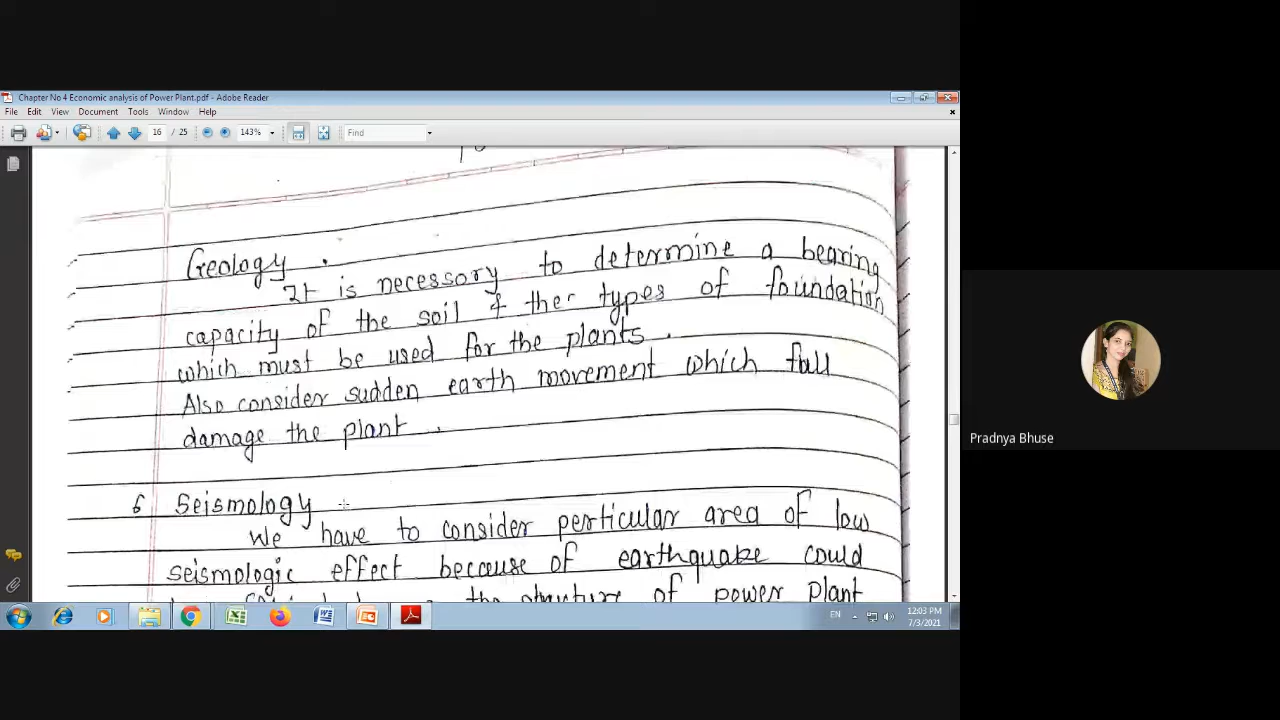 Chapter No 4 Economic analysis of Power Plant.pdf - Adobe Reader
File Edit View Document Tools Window Help
16 / 25 143% Find
Geology .
It is necessory to determine a bearing
capacity of the soil & ther types of foundation
which must be used for the plants .
Also consider sudden earth movement which fall
damage the plant .
6 Seismology
We have to consider perticular area of low
seismologic effect because of earthquake could
the of power plant
Pradnya Bhuse
EN 12:03 PM
7/3/2021